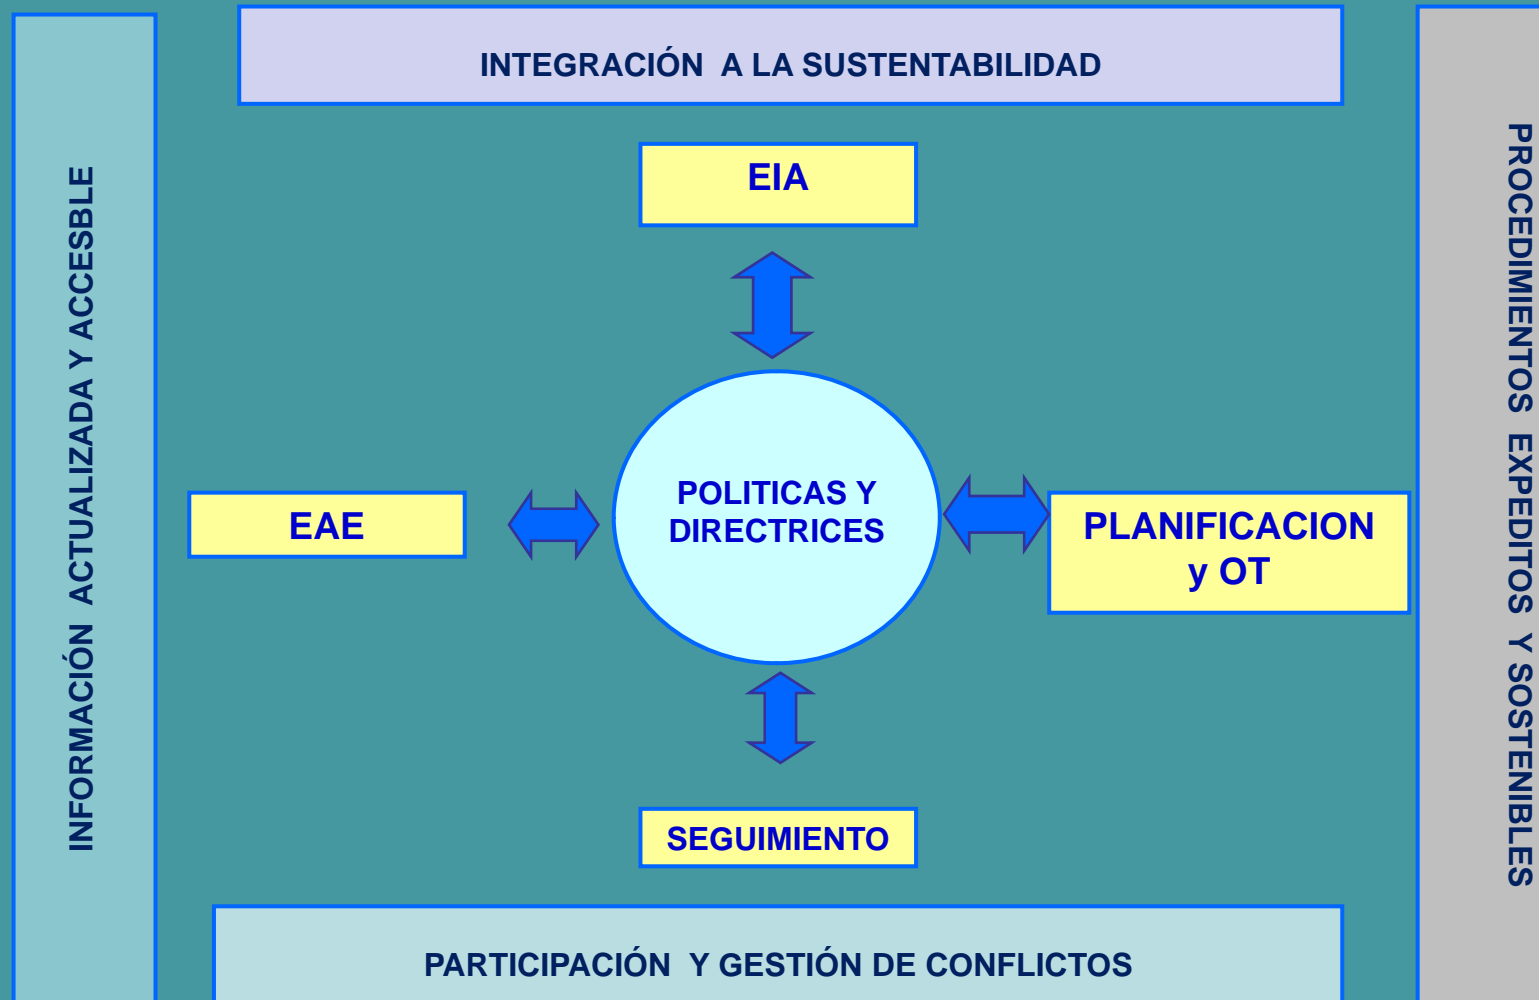 INTEGRACIÓN A LA SUSTENTABILIDAD
INFORMACIÓN ACTUALIZADA Y ACCESBLE
EIA
PROCEDIMIENTOS EXPEDITOS Y SOSTENIBLES
EAE
POLITICAS Y
DIRECTRICES
PLANIFICACION
y OT
SEGUIMIENTO
PARTICIPACIÓN Y GESTIÓN DE CONFLICTOS